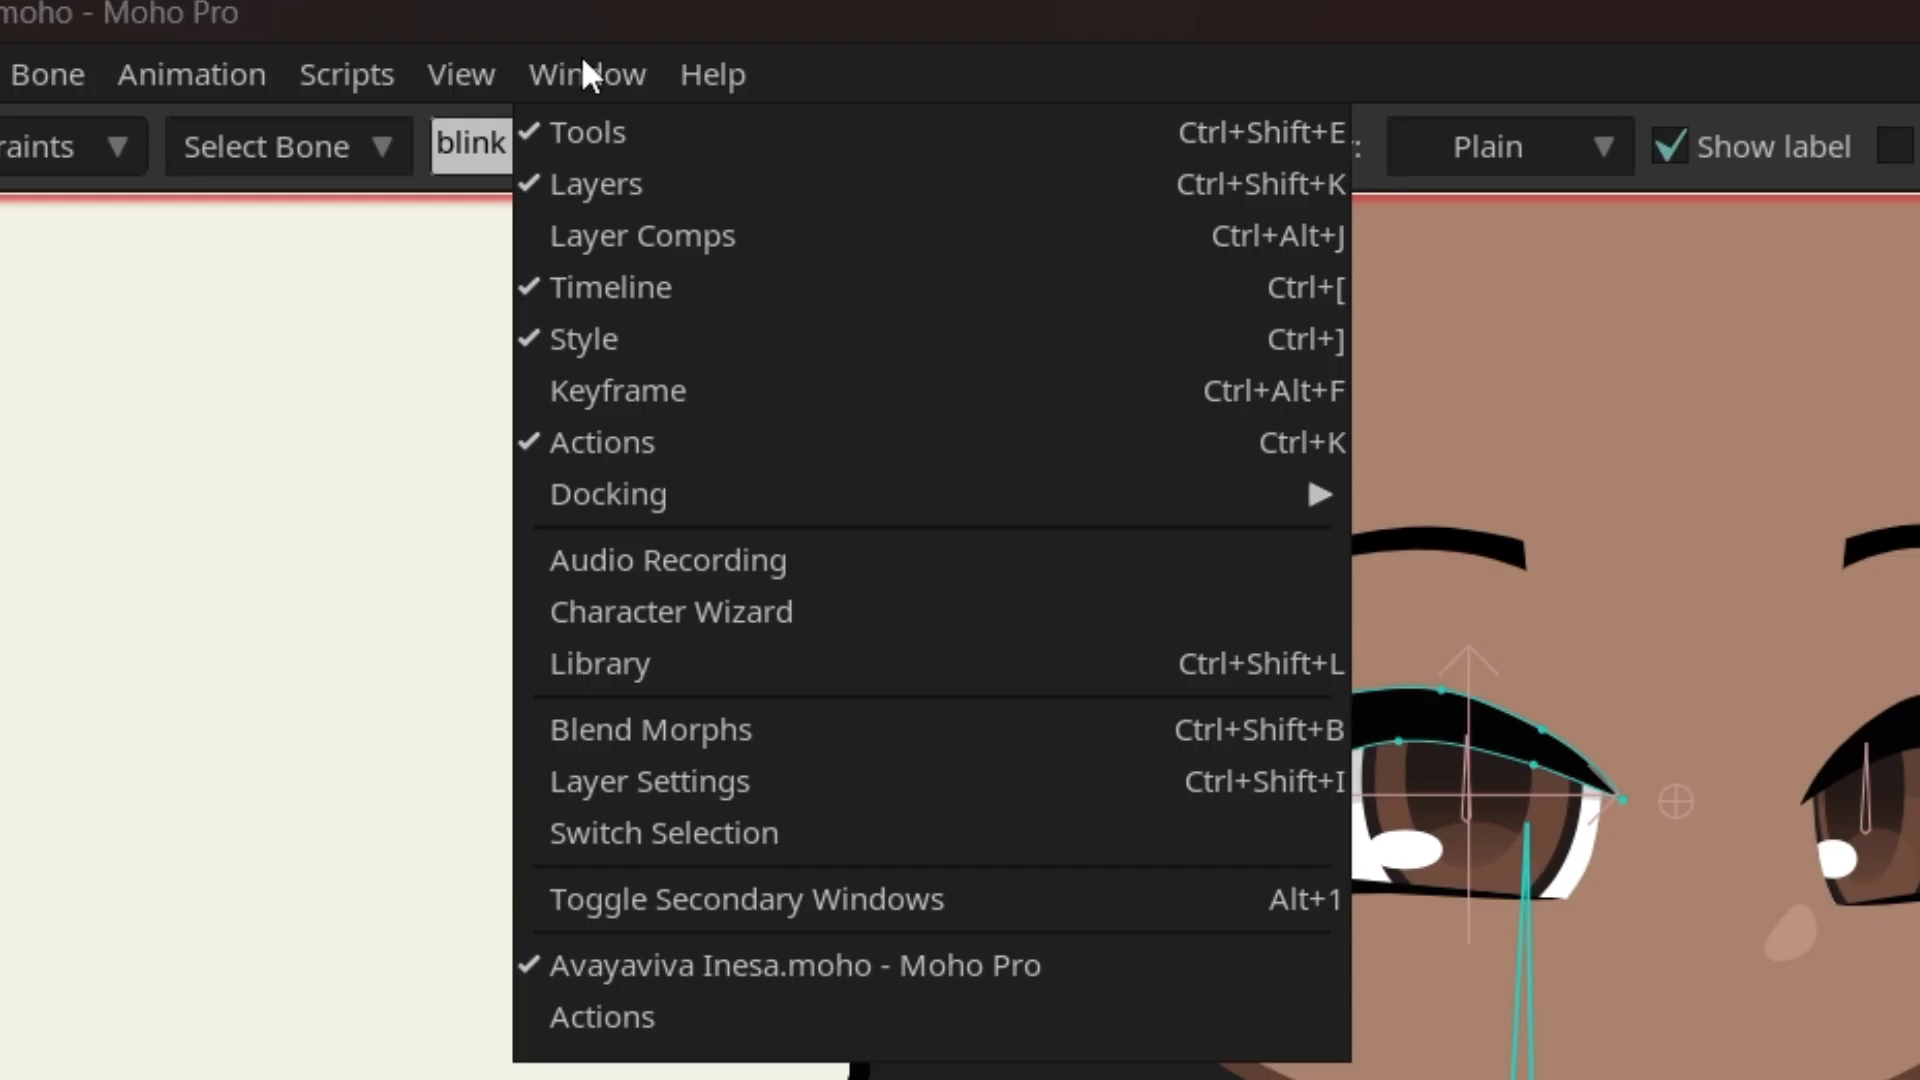 moho - Moho Pro
Bone Animation Scripts View Window Help
raints Select Bone blink : Plain Show label
Tools Ctrl+Shift+E
Layers Ctrl+Shift+K
Layer Comps Ctrl+Alt+J
Timeline Ctrl+[
Style Ctrl+]
Keyframe Ctrl+Alt+F
Actions Ctrl+K
Docking
Audio Recording
Character Wizard
Library Ctrl+Shift+L
Blend Morphs Ctrl+Shift+B
Layer Settings Ctrl+Shift+I
Switch Selection
Toggle Secondary Windows Alt+1
Avayaviva Inesa.moho - Moho Pro
Actions